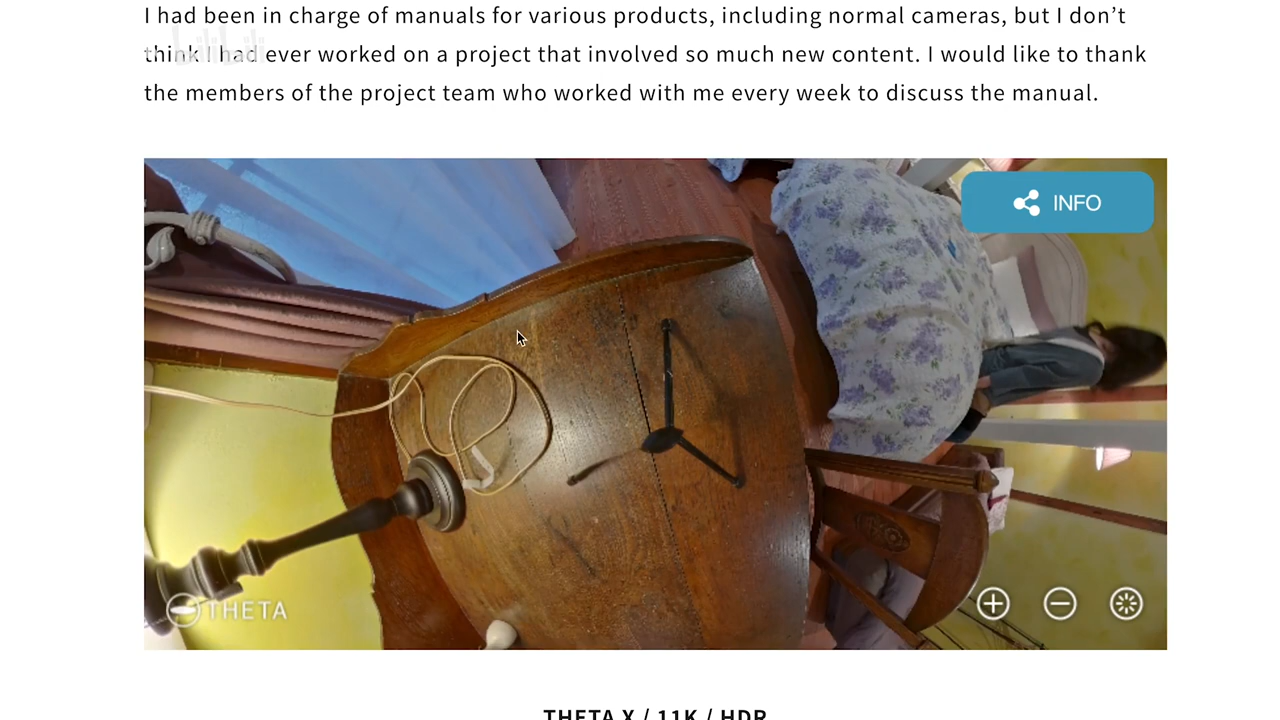 I had been in charge of manuals for various products, including normal cameras, but I don't
think I had ever worked on a project that involved so much new content. I would like to thank
the members of the project team who worked with me every week to discuss the manual.
INFO
THETA
THETA X / 11K / HDR